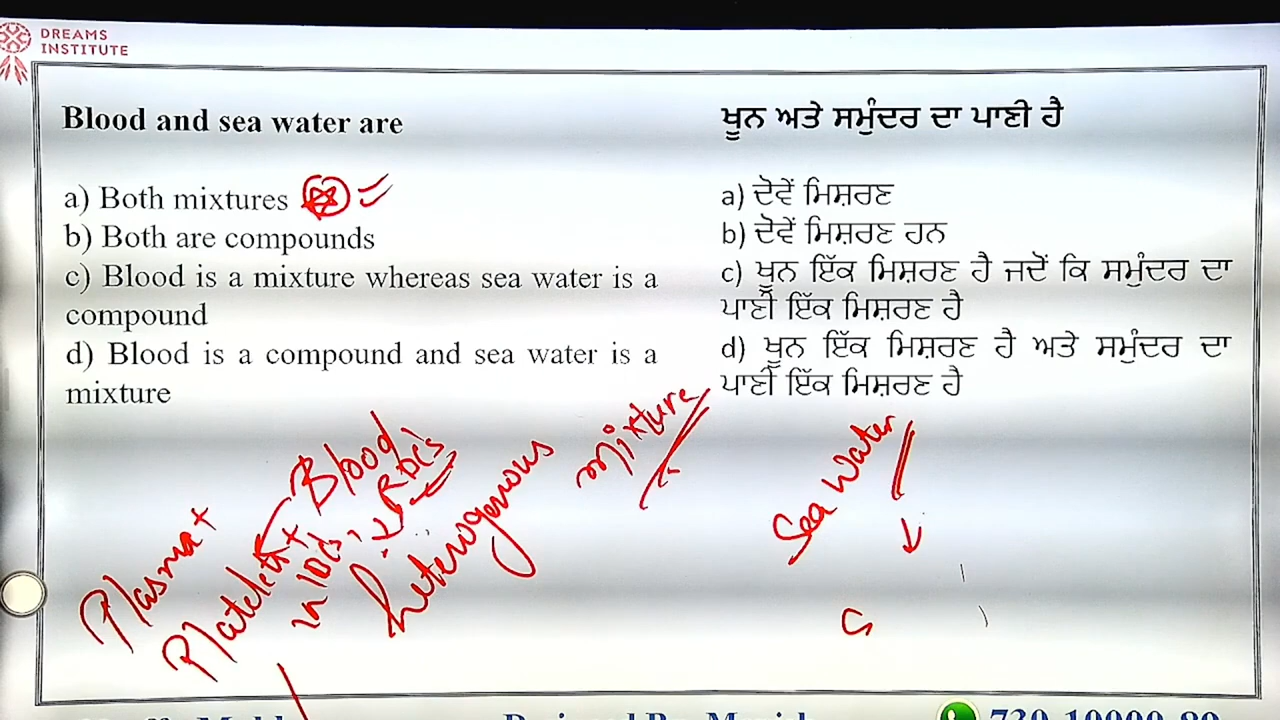 DREAMS
INSTITUTE
Blood and sea water are
a) Both mixtures
b) Both are compounds
c) Blood is a mixture whereas sea water is a
compound
d) Blood is a compound and sea water is a
mixture
ਖੂਨ ਅਤੇ ਸਮੁੰਦਰ ਦਾ ਪਾਣੀ ਹੈ
a) ਦੋਵੇਂ ਮਿਸ਼ਰਣ
b) ਦੋਵੇਂ ਮਿਸ਼ਰਣ ਹਨ
c) ਖੂਨ ਇੱਕ ਮਿਸ਼ਰਣ ਹੈ ਜਦੋਂ ਕਿ ਸਮੁੰਦਰ ਦਾ
ਪਾਣੀ ਇੱਕ ਮਿਸ਼ਰਣ ਹੈ
d) ਖੂਨ ਇੱਕ ਮਿਸ਼ਰਣ ਹੈ ਅਤੇ ਸਮੁੰਦਰ ਦਾ
ਪਾਣੀ ਇੱਕ ਮਿਸ਼ਰਣ ਹੈ
Blood
Plasma +
RBC's
heterogenous mixture
Sea Water